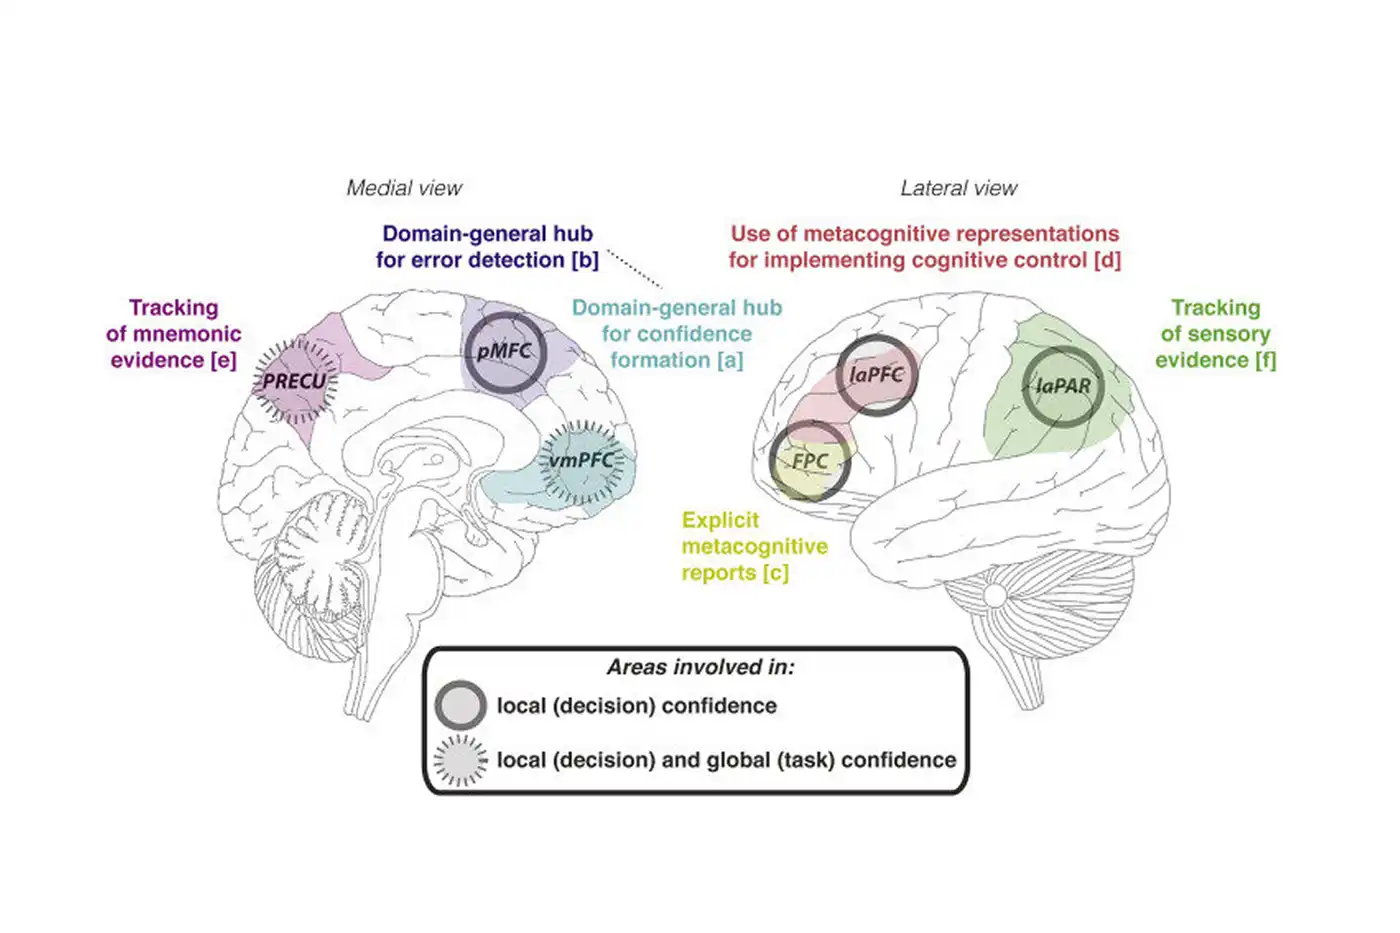 Medial view
Lateral view
Domain-general hub
for error detection [b]
Use of metacognitive representations
for implementing cognitive control [d]
Tracking
of mnemonic
evidence [e]
Domain-general hub
for confidence
formation [a]
Tracking
of sensory
evidence [f]
pMFC
PRECU
vmPFC
laPFC
laPAR
FPC
Explicit
metacognitive
reports [c]
Areas involved in:
local (decision) confidence
local (decision) and global (task) confidence